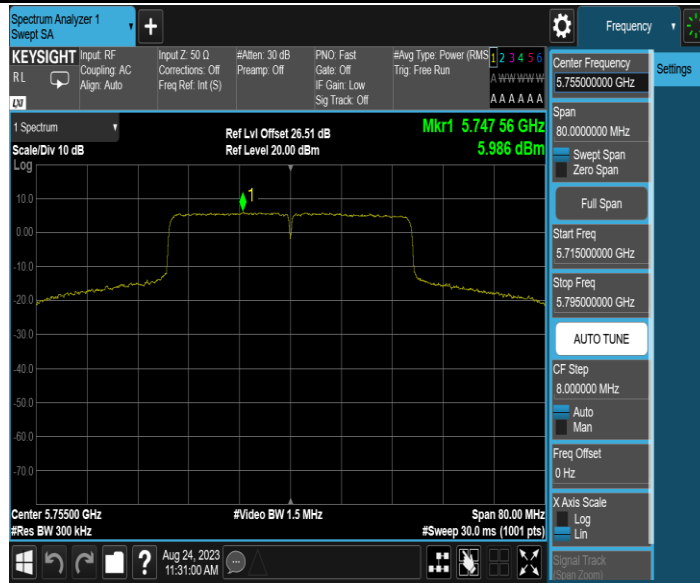 Spectrum Analyzer 1
Swept SA
Frequency
KEYSIGHT
RL
LXI
Input: RF
Coupling: AC
Align: Auto
Input Z: 50 Ω
Corrections: Off
Freq Ref: Int (S)
#Atten: 30 dB
Preamp: Off
PNO: Fast
Gate: Off
IF Gain: Low
Sig Track: Off
#Avg Type: Power (RMS
Trig: Free Run
1 2 3 4 5 6
A W W W W W
A A A A A A
Center Frequency
5.755000000 GHz
Settings
Span
80.0000000 MHz
Swept Span
Zero Span
Full Span
Start Freq
5.715000000 GHz
Stop Freq
5.795000000 GHz
AUTO TUNE
CF Step
8.000000 MHz
Auto
Man
Freq Offset
0 Hz
X Axis Scale
Log
Lin
Signal Track
(Span Zoom)
1 Spectrum
Scale/Div 10 dB
Log
Ref Lvl Offset 26.51 dB
Ref Level 20.00 dBm
Mkr1 5.747 56 GHz
5.986 dBm
1
10.0
0.00
-10.0
-20.0
-30.0
-40.0
-50.0
-60.0
-70.0
Center 5.75500 GHz
#Res BW 300 kHz
#Video BW 1.5 MHz
Span 80.00 MHz
#Sweep 30.0 ms (1001 pts)
?
Aug 24, 2023
11:31:00 AM